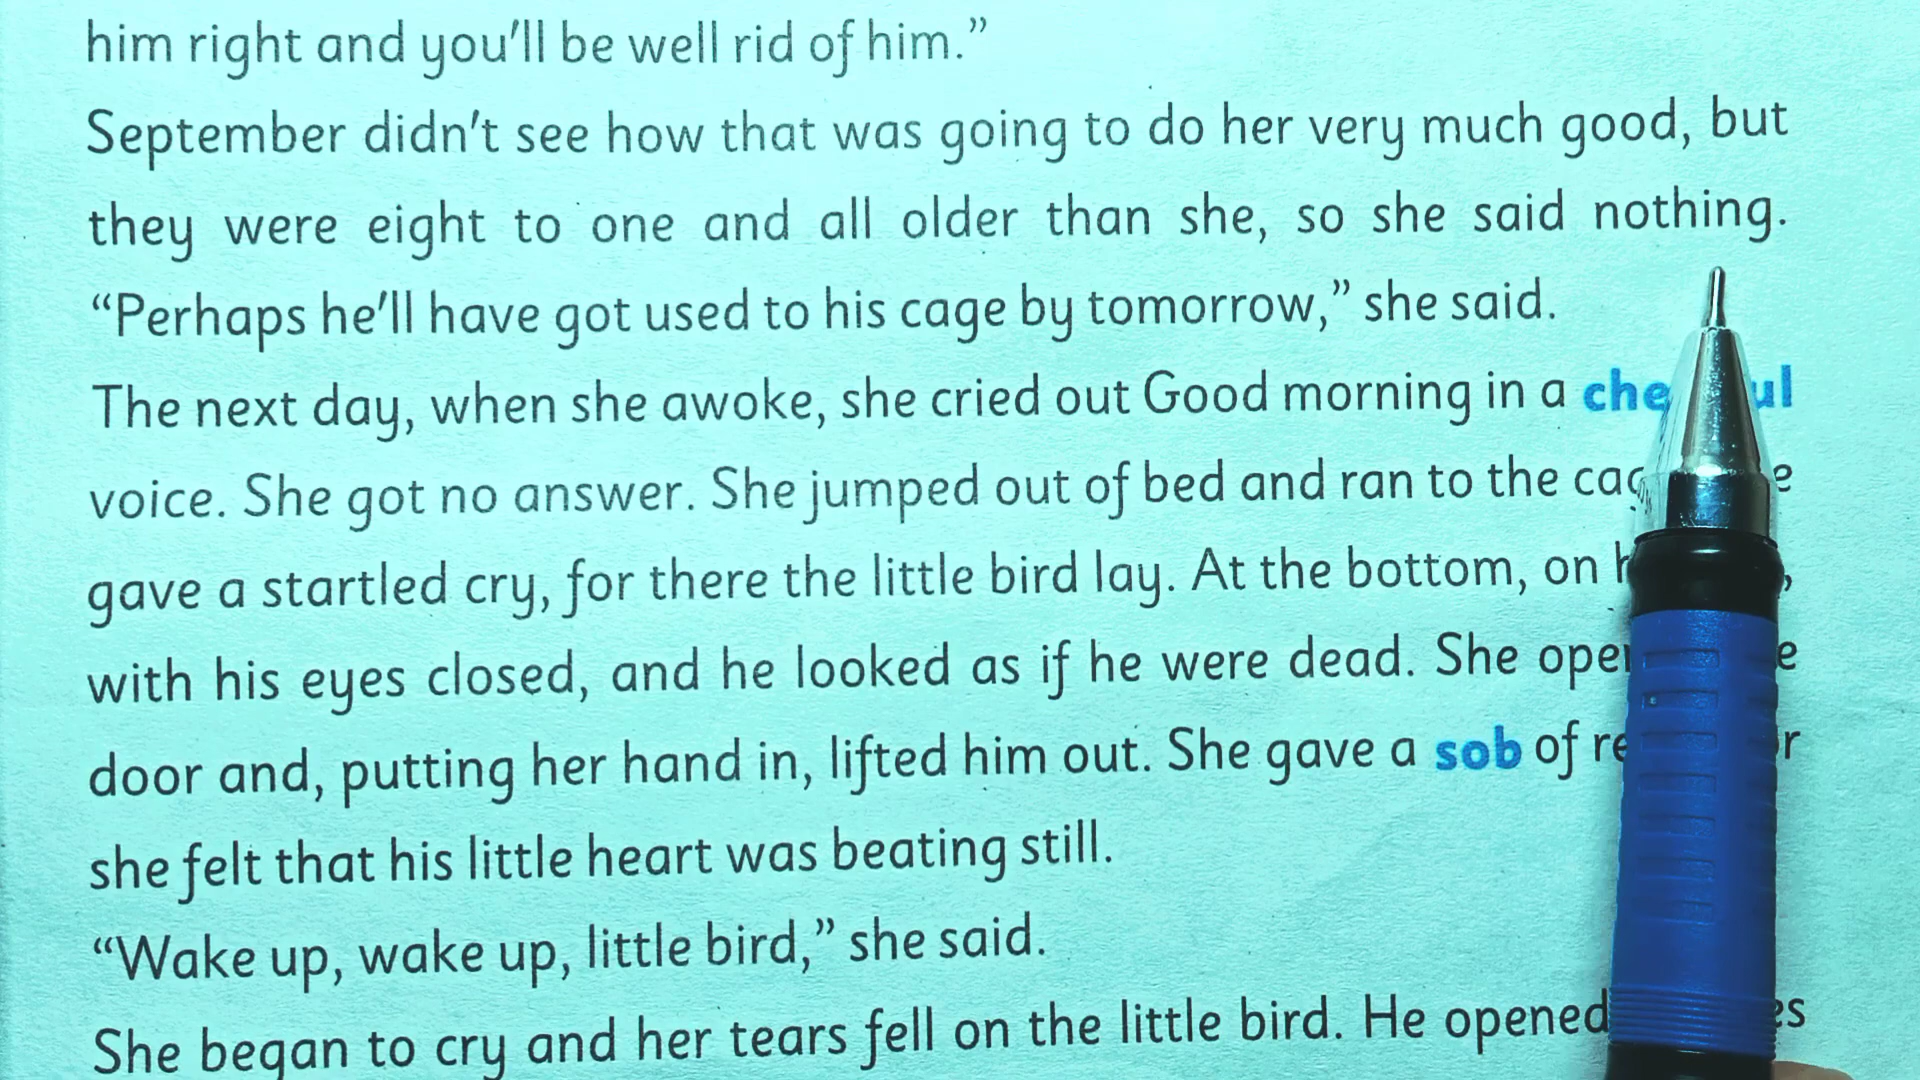 him right and you'll be well rid of him.”
September didn't see how that was going to do her very much good, but
they were eight to one and all older than she, so she said nothing.
“Perhaps he'll have got used to his cage by tomorrow,” she said.
The next day, when she awoke, she cried out Good morning in a
voice. She got no answer. She jumped out of bed and ran to the
gave a startled cry, for there the little bird lay. At the bottom, on
with his eyes closed, and he looked as if he were dead. She
door and, putting her hand in, lifted him out. She gave a sob of
she felt that his little heart was beating still.
“Wake up, wake up, little bird,” she said.
She began to cry and her tears fell on the little bird. He opened